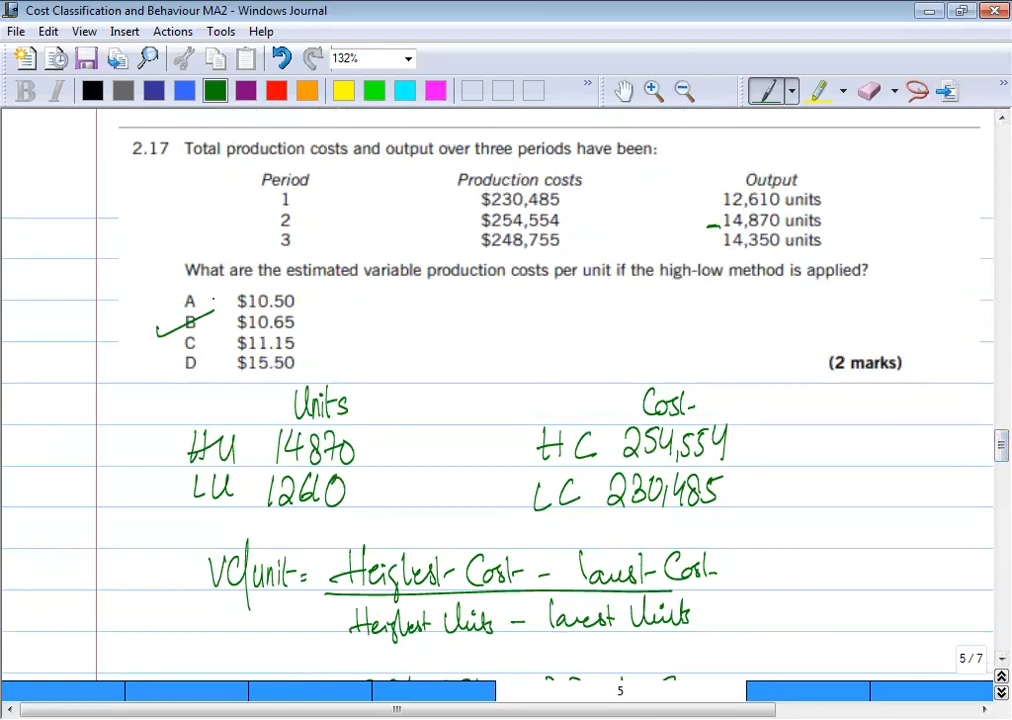 Cost Classification and Behaviour MA2 - Windows Journal
File Edit View Insert Actions Tools Help
132%
B I
2.17 Total production costs and output over three periods have been:
Period Production costs Output
1 $230,485 12,610 units
2 $254,554 14,870 units
3 $248,755 14,350 units
What are the estimated variable production costs per unit if the high-low method is applied?
A $10.50
B $10.65
C $11.15
D $15.50
(2 marks)
Units Cost
HU 14870 HC 254,554
LU 12610 LC 230,485
VC/unit = Heighest Cost - lowest Cost
Heighest Units - lowest Units
5 / 7
5